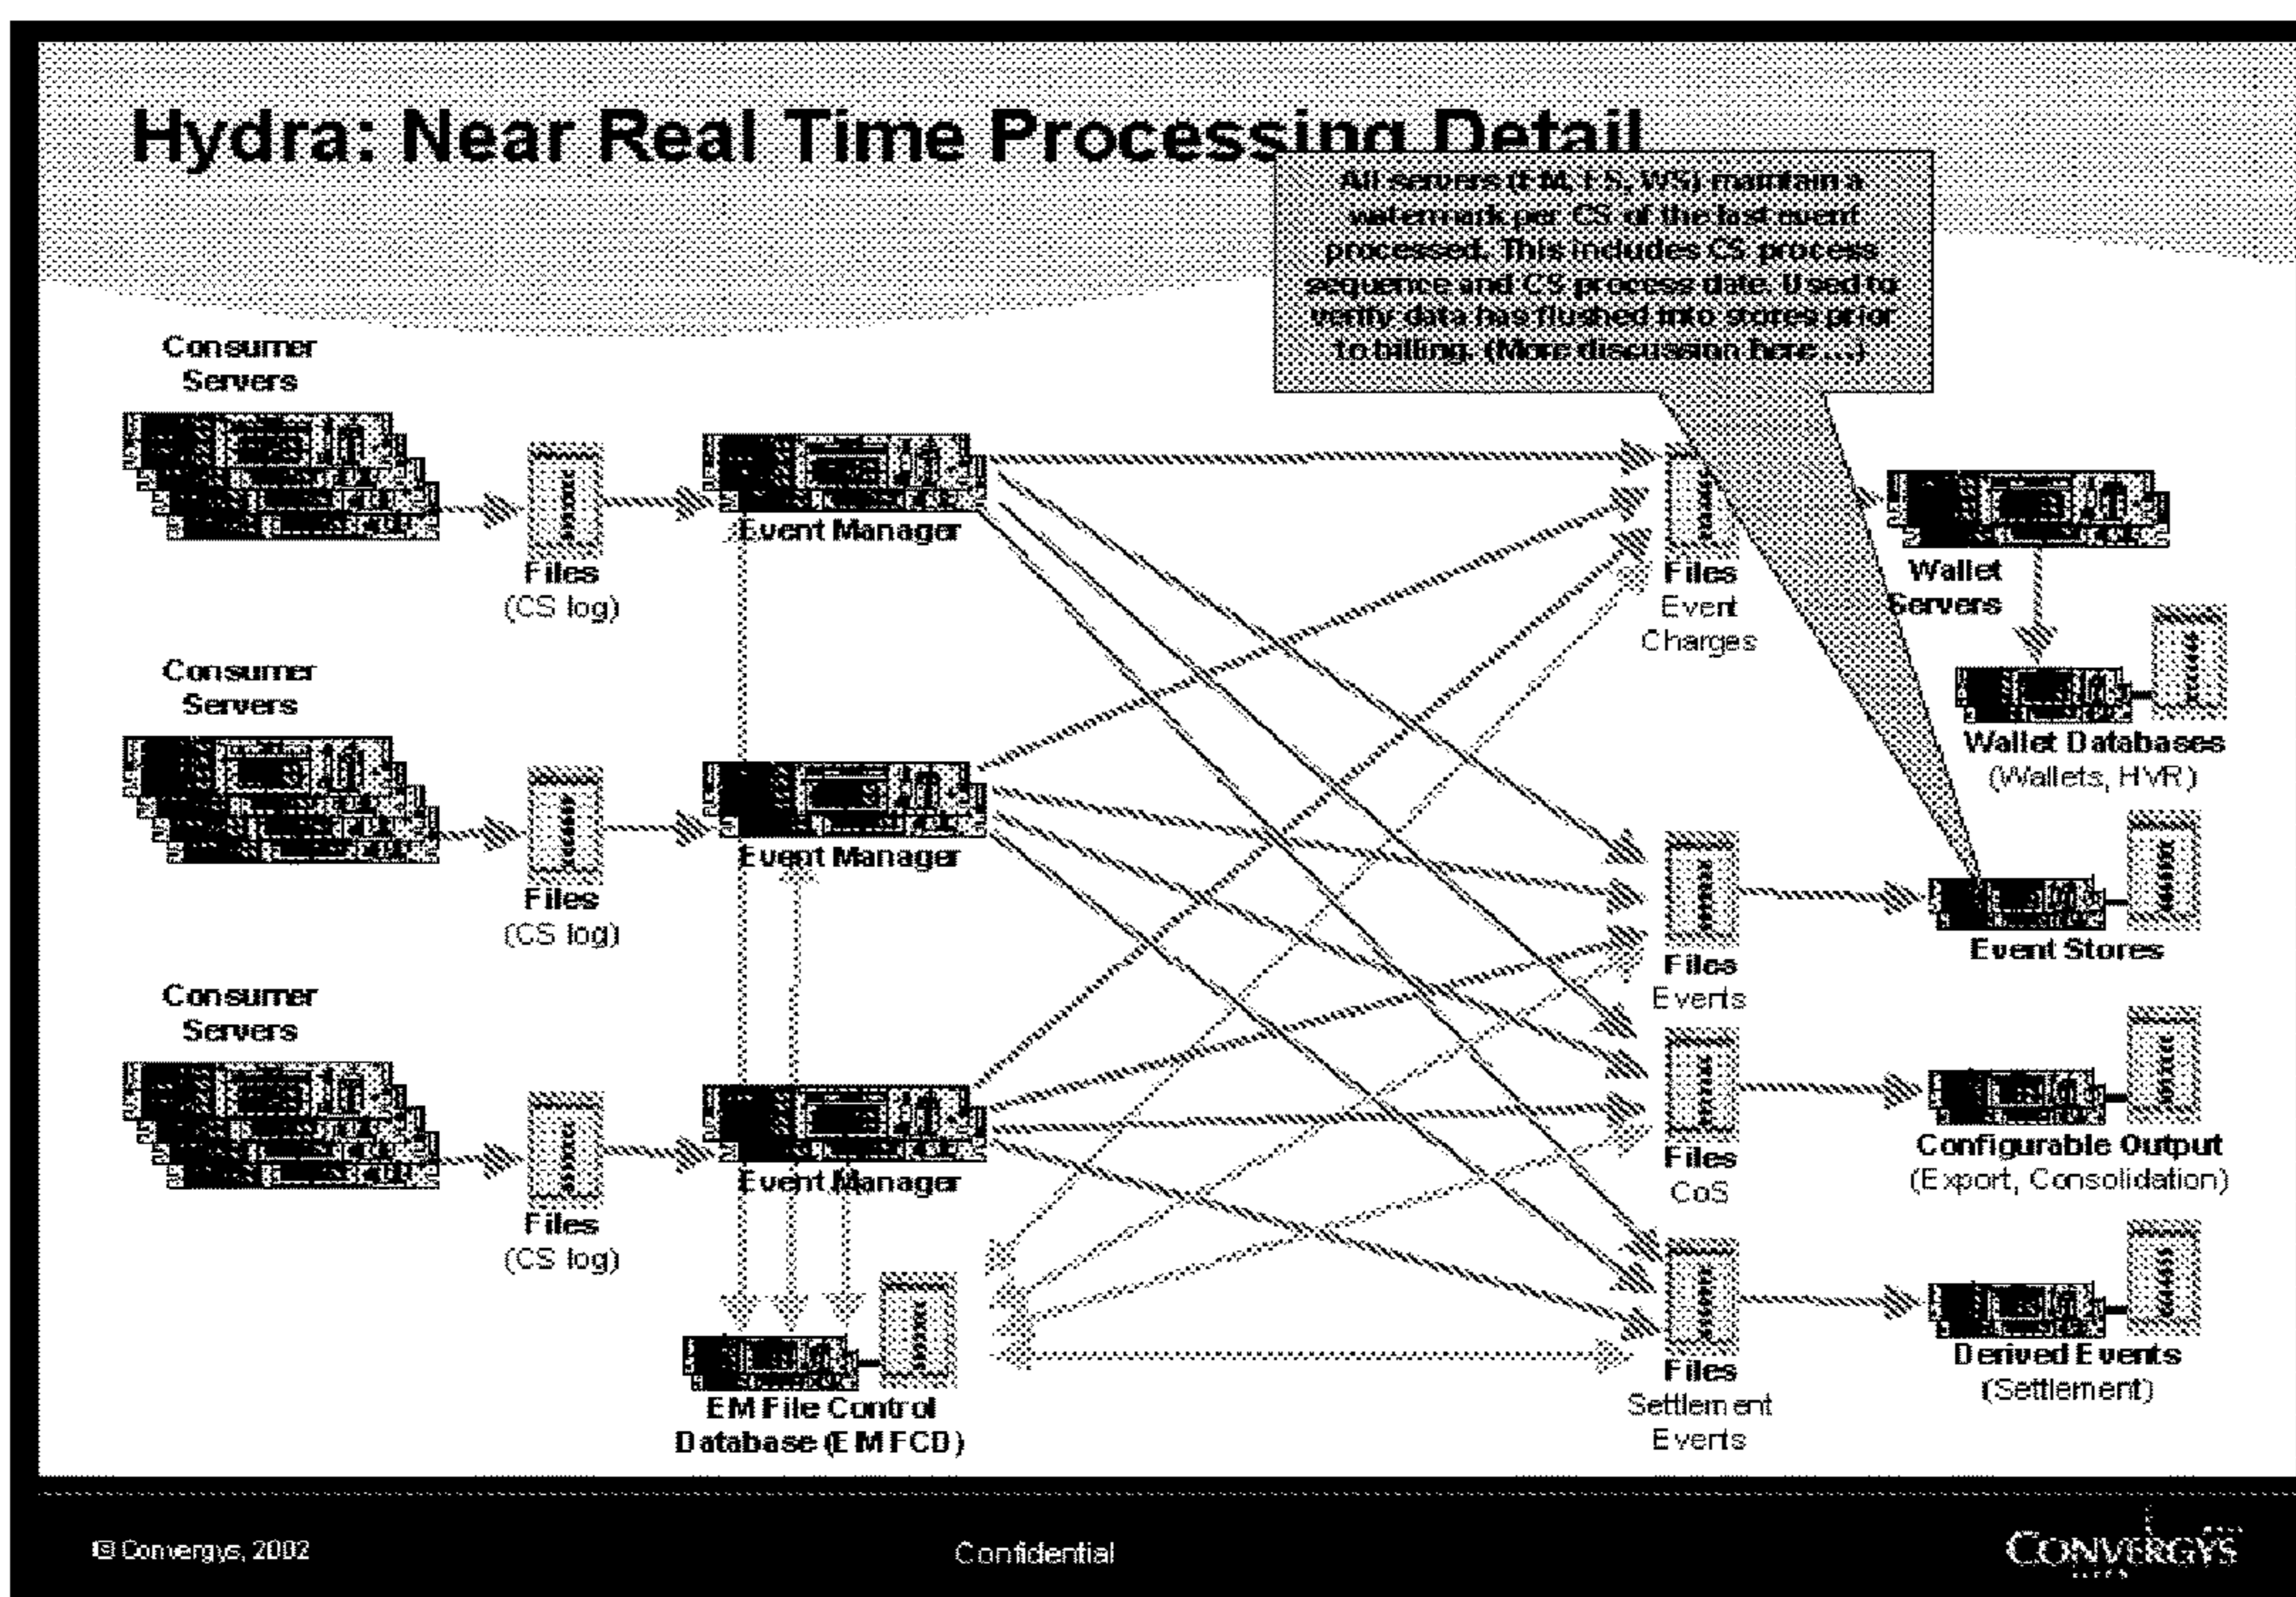 Hydra: Near Real Time Processing Detail
All servers (EM, ES, WS) maintain a
watermark per CS of the last event
processed. This includes CS process
sequence and CS process date. Used to
verify data has flushed into stores prior
to billing. (More discussion here ...)
Consumer
Servers
Files
(CS log)
Event Manager
Files
Event
Charges
Wallet
Servers
Wallet Databases
(Wallets, HVR)
Consumer
Servers
Files
(CS log)
Event Manager
Files
Events
Event Stores
Consumer
Servers
Files
(CS log)
Event Manager
Files
CoS
Configurable Output
(Export, Consolidation)
EM File Control
Database (EMFCD)
Files
Settlement
Events
Derived Events
(Settlement)
© Convergys, 2002
Confidential
CONVERGYS